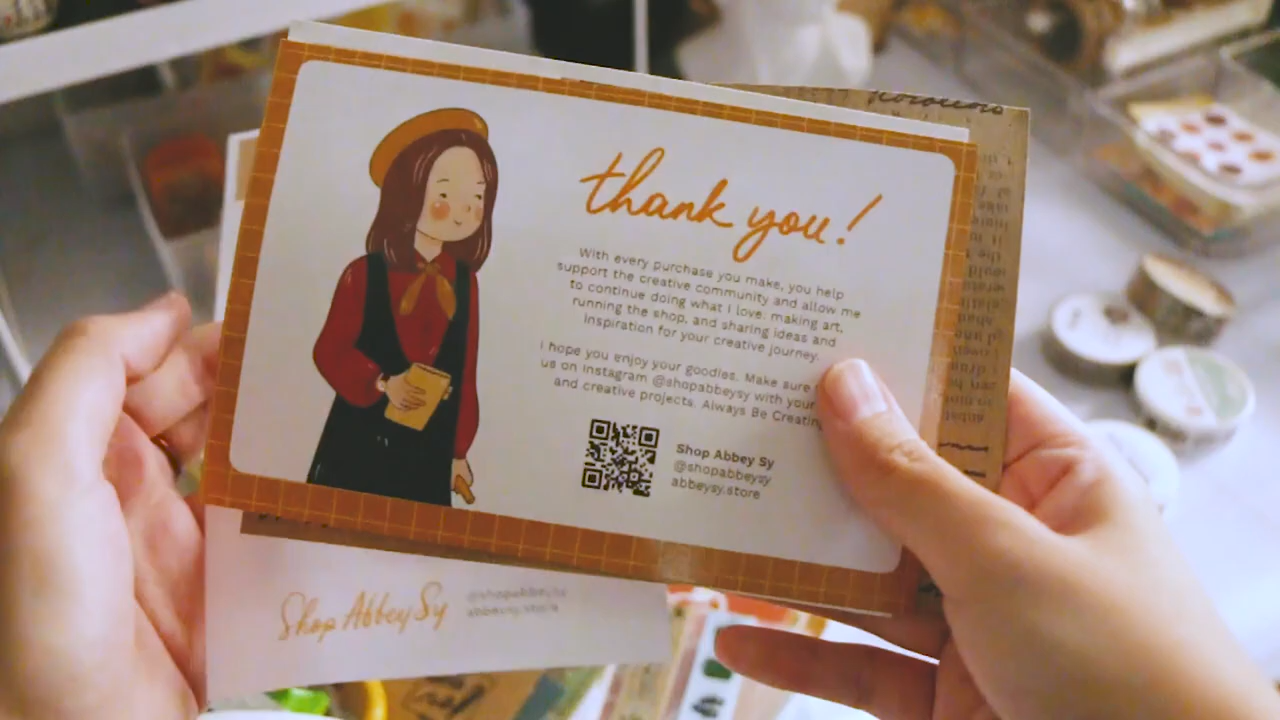 thank you!
With every purchase you make, you help
support the creative community and allow me
to continue doing what I love: making art,
running the shop, and sharing ideas and
inspiration for your creative journey.
I hope you enjoy your goodies. Make sure
us on Instagram @shopabbeysy with your
and creative projects. Always Be Creatin
Shop Abbey Sy
@shopabbeysy
abbeysy.store
Shop Abbey Sy
@shopabbeysy
abbeysy.store